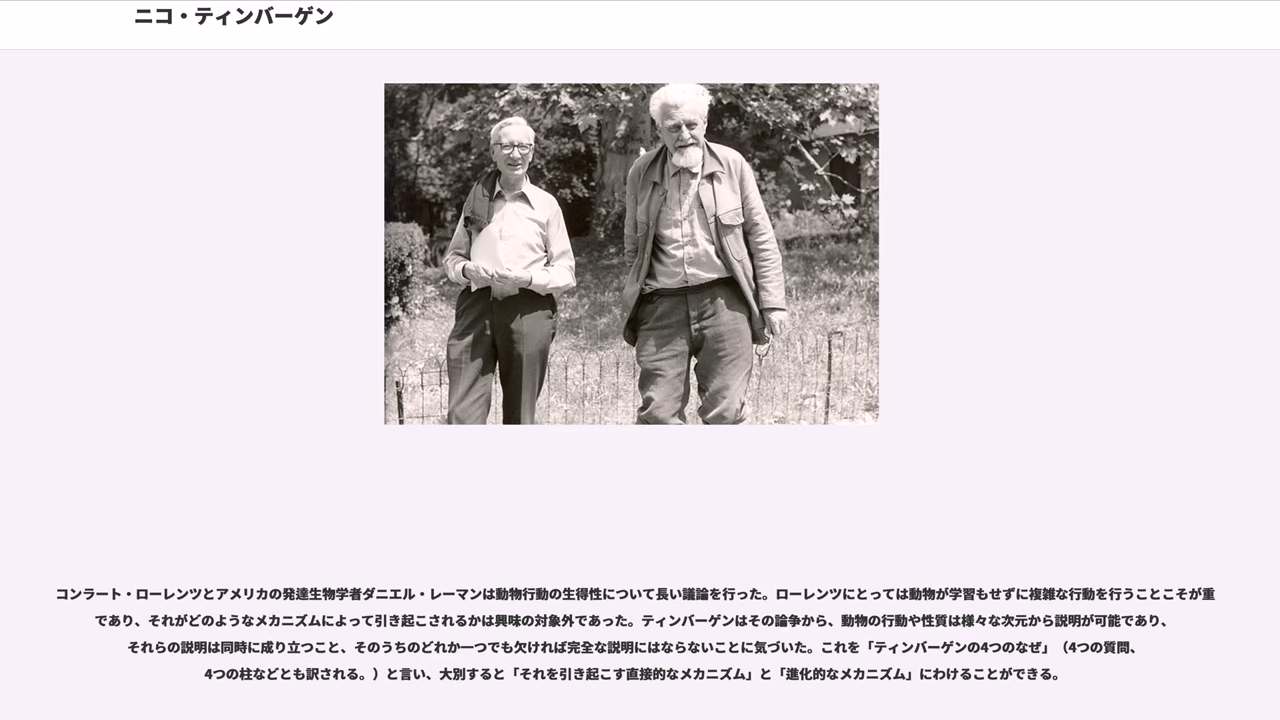 ニコ・ティンバーゲン
コンラート・ローレンツとアメリカの発達生物学者ダニエル・レーマンは動物行動の生得性について長い議論を行った。ローレンツにとっては動物が学習もせずに複雑な行動を行うことこそが重
であり、それがどのようなメカニズムによって引き起こされるかは興味の対象外であった。ティンバーゲンはその論争から、動物の行動や性質は様々な次元から説明が可能であり、
それらの説明は同時に成り立つこと、そのうちのどれか一つでも欠ければ完全な説明にはならないことに気づいた。これを「ティンバーゲンの4つのなぜ」（4つの質問、
4つの柱などとも訳される。）と言い、大別すると「それを引き起こす直接的なメカニズム」と「進化的なメカニズム」にわけることができる。